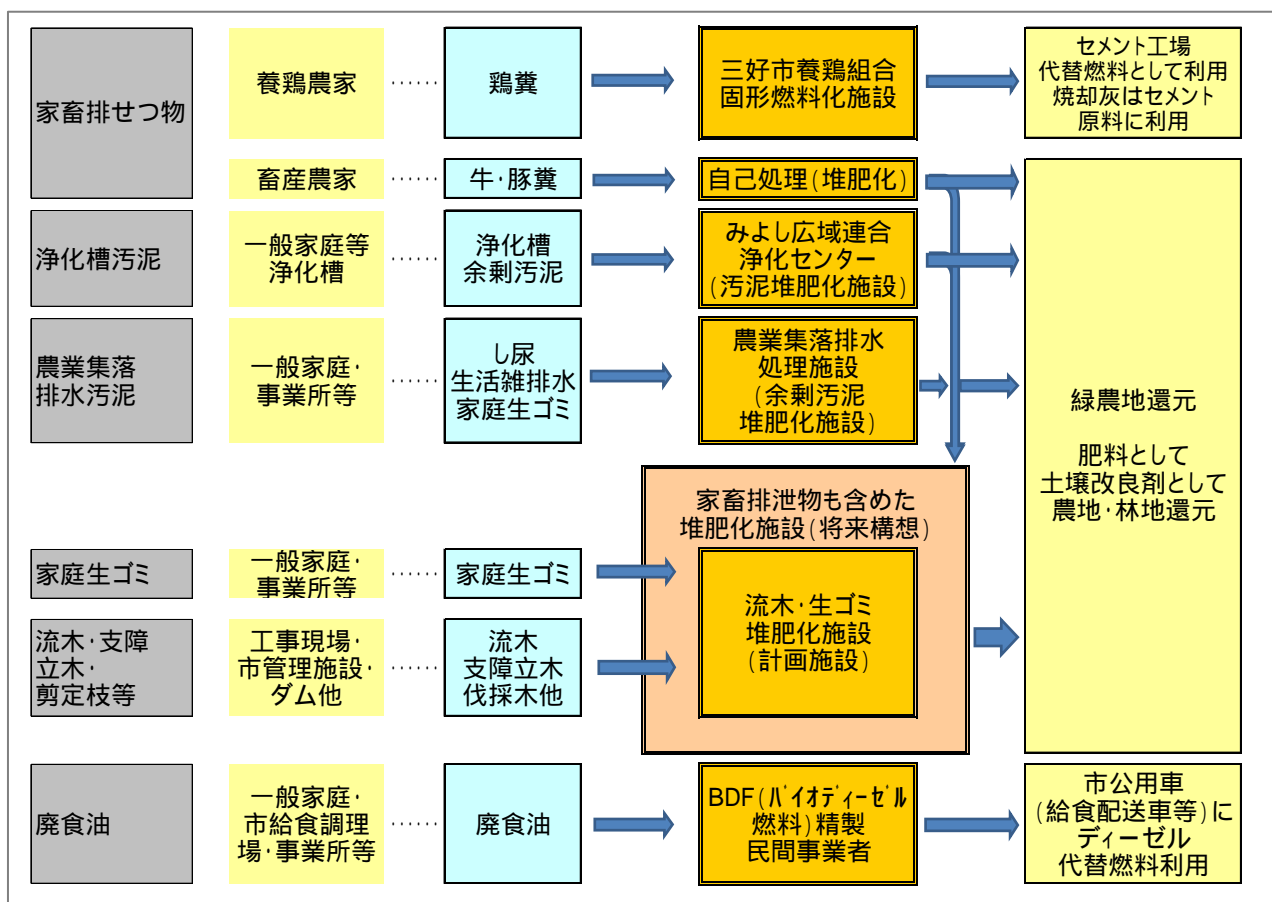 家畜排せつ物
養鶏農家
……
鶏糞
三好市養鶏組合
固形燃料化施設
セメント工場
代替燃料として利用
焼却灰はセメント
原料に利用
畜産農家
……
牛・豚糞
自己処理(堆肥化)
浄化槽汚泥
一般家庭等
浄化槽
……
浄化槽
余剰汚泥
みよし広域連合
浄化センター
(汚泥堆肥化施設)
農業集落
排水汚泥
一般家庭・
事業所等
……
し尿
生活雑排水
家庭生ゴミ
農業集落排水
処理施設
(余剰汚泥
堆肥化施設)
緑農地還元
肥料として
土壌改良剤として
農地・林地還元
家畜排泄物も含めた
堆肥化施設(将来構想)
家庭生ゴミ
一般家庭・
事業所等
……
家庭生ゴミ
流木・生ゴミ
堆肥化施設
(計画施設)
流木・支障
立木・
剪定枝等
工事現場・
市管理施設・
ダム他
……
流木
支障立木
伐採木他
廃食油
一般家庭・
市給食調理
場・事業所等
……
廃食油
BDF(バイオディーゼル
燃料)精製
民間事業者
市公用車
(給食配送車等)に
ディーゼル
代替燃料利用